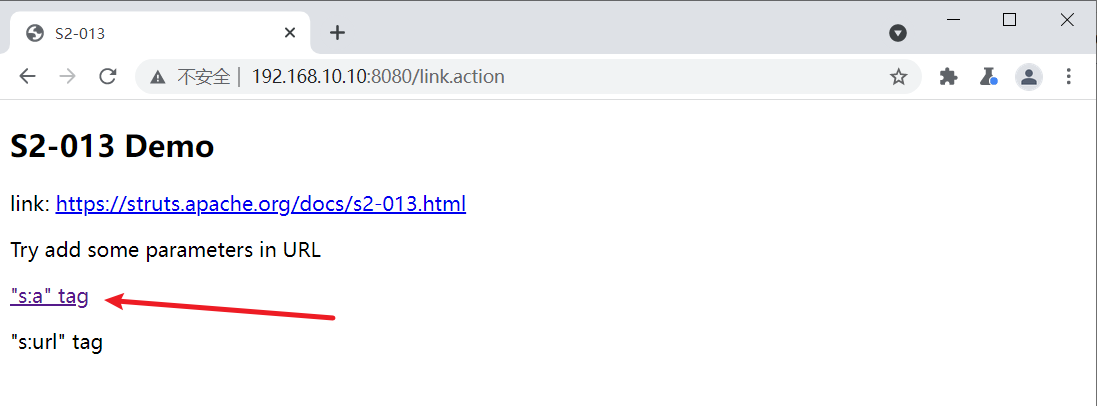 S2-013
不安全 | 192.168.10.10:8080/link.action
S2-013 Demo
link: https://struts.apache.org/docs/s2-013.html
Try add some parameters in URL
"s:a" tag
"s:url" tag